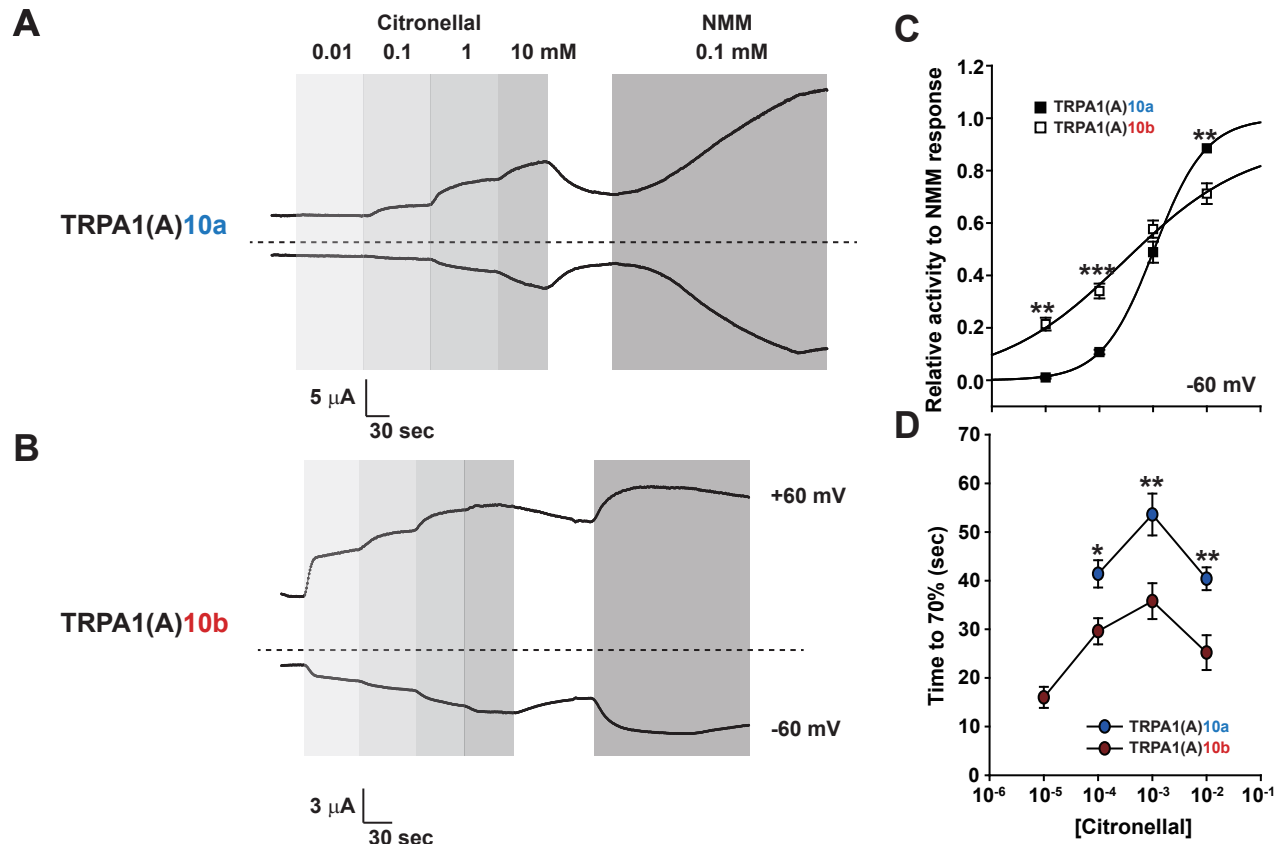 A
Citronellal
NMM
0.01 0.1 1 10 mM
0.1 mM
TRPA1(A)10a
5 μA
30 sec
B
+60 mV
TRPA1(A)10b
-60 mV
3 μA
30 sec
C
Relative activity to NMM response
1.2
1.0
0.8
0.6
0.4
0.2
0.0
TRPA1(A)10a
TRPA1(A)10b
**
***
**
-60 mV
D
Time to 70% (sec)
70
60
50
40
30
20
10
0
*
**
**
TRPA1(A)10a
TRPA1(A)10b
10-6 10-5 10-4 10-3 10-2 10-1
[Citronellal]